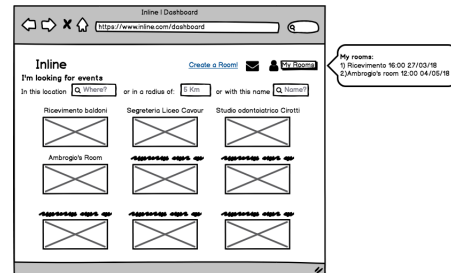 Inline | Dashboard
https://www.inline.com/dashboard
Inline
Create a Room!
My Rooms
I'm looking for events
In this location
Where?
or in a radius of:
5 Km
or with this name
Name?
Ricevimento baldoni
Segreteria Liceo Cavour
Studio odontoiatrico Cirotti
Ambrogio's Room
My rooms:
1) Ricevimento 16:00 27/03/18
2)Ambrogio's room 12:00 04/05/18